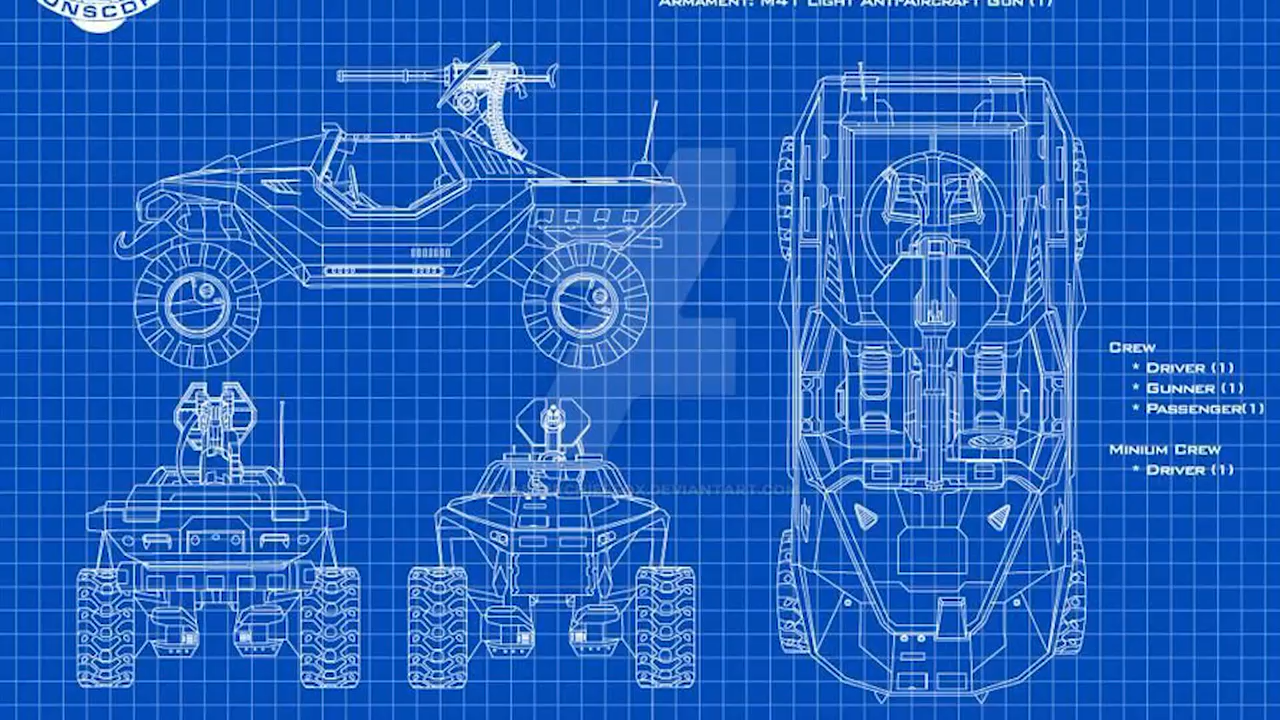 UNSCDF
Armament: M41 Light Antiaircraft Gun (1)
Crew
* Driver (1)
* Gunner (1)
* Passenger(1)
Minium Crew
* Driver (1)